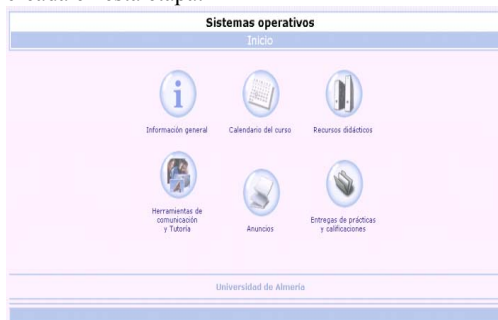 Sistemas operativos
Inicio
Información general
Calendario del curso
Recursos didácticos
Herramientas de
comunicación
y Tutoría
Anuncios
Entregas de prácticas
y calificaciones
Universidad de Almería